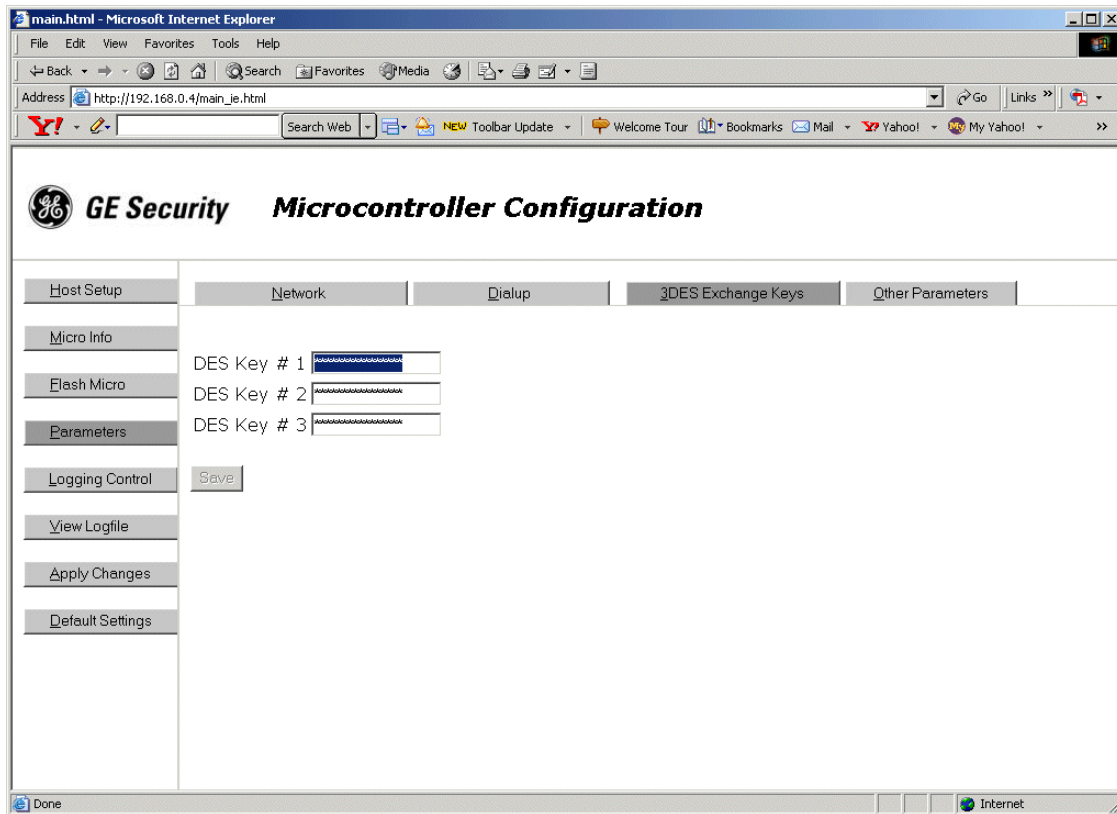 main.html - Microsoft Internet Explorer
File Edit View Favorites Tools Help
Back Search Favorites Media
Address http://192.168.0.4/main_ie.html Go Links »
Y! Search Web NEW Toolbar Update Welcome Tour Bookmarks Mail Y? Yahoo! My My Yahoo! »
GE Security Microcontroller Configuration
Host Setup
Micro Info
Flash Micro
Parameters
Logging Control
View Logfile
Apply Changes
Default Settings
Network Dialup 3DES Exchange Keys Other Parameters
DES Key # 1 ****************
DES Key # 2 ****************
DES Key # 3 ****************
Save
Done Internet